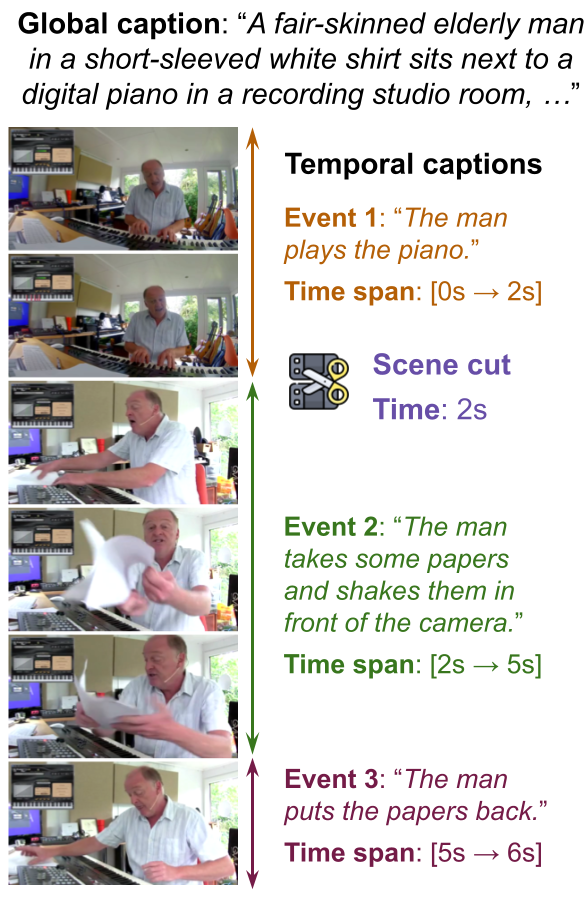 Global caption: “A fair-skinned elderly man
in a short-sleeved white shirt sits next to a
digital piano in a recording studio room, …”
Temporal captions
Event 1: “The man
plays the piano.”
Time span: [0s → 2s]
Scene cut
Time: 2s
Event 2: “The man
takes some papers
and shakes them in
front of the camera.”
Time span: [2s → 5s]
Event 3: “The man
puts the papers back.”
Time span: [5s → 6s]